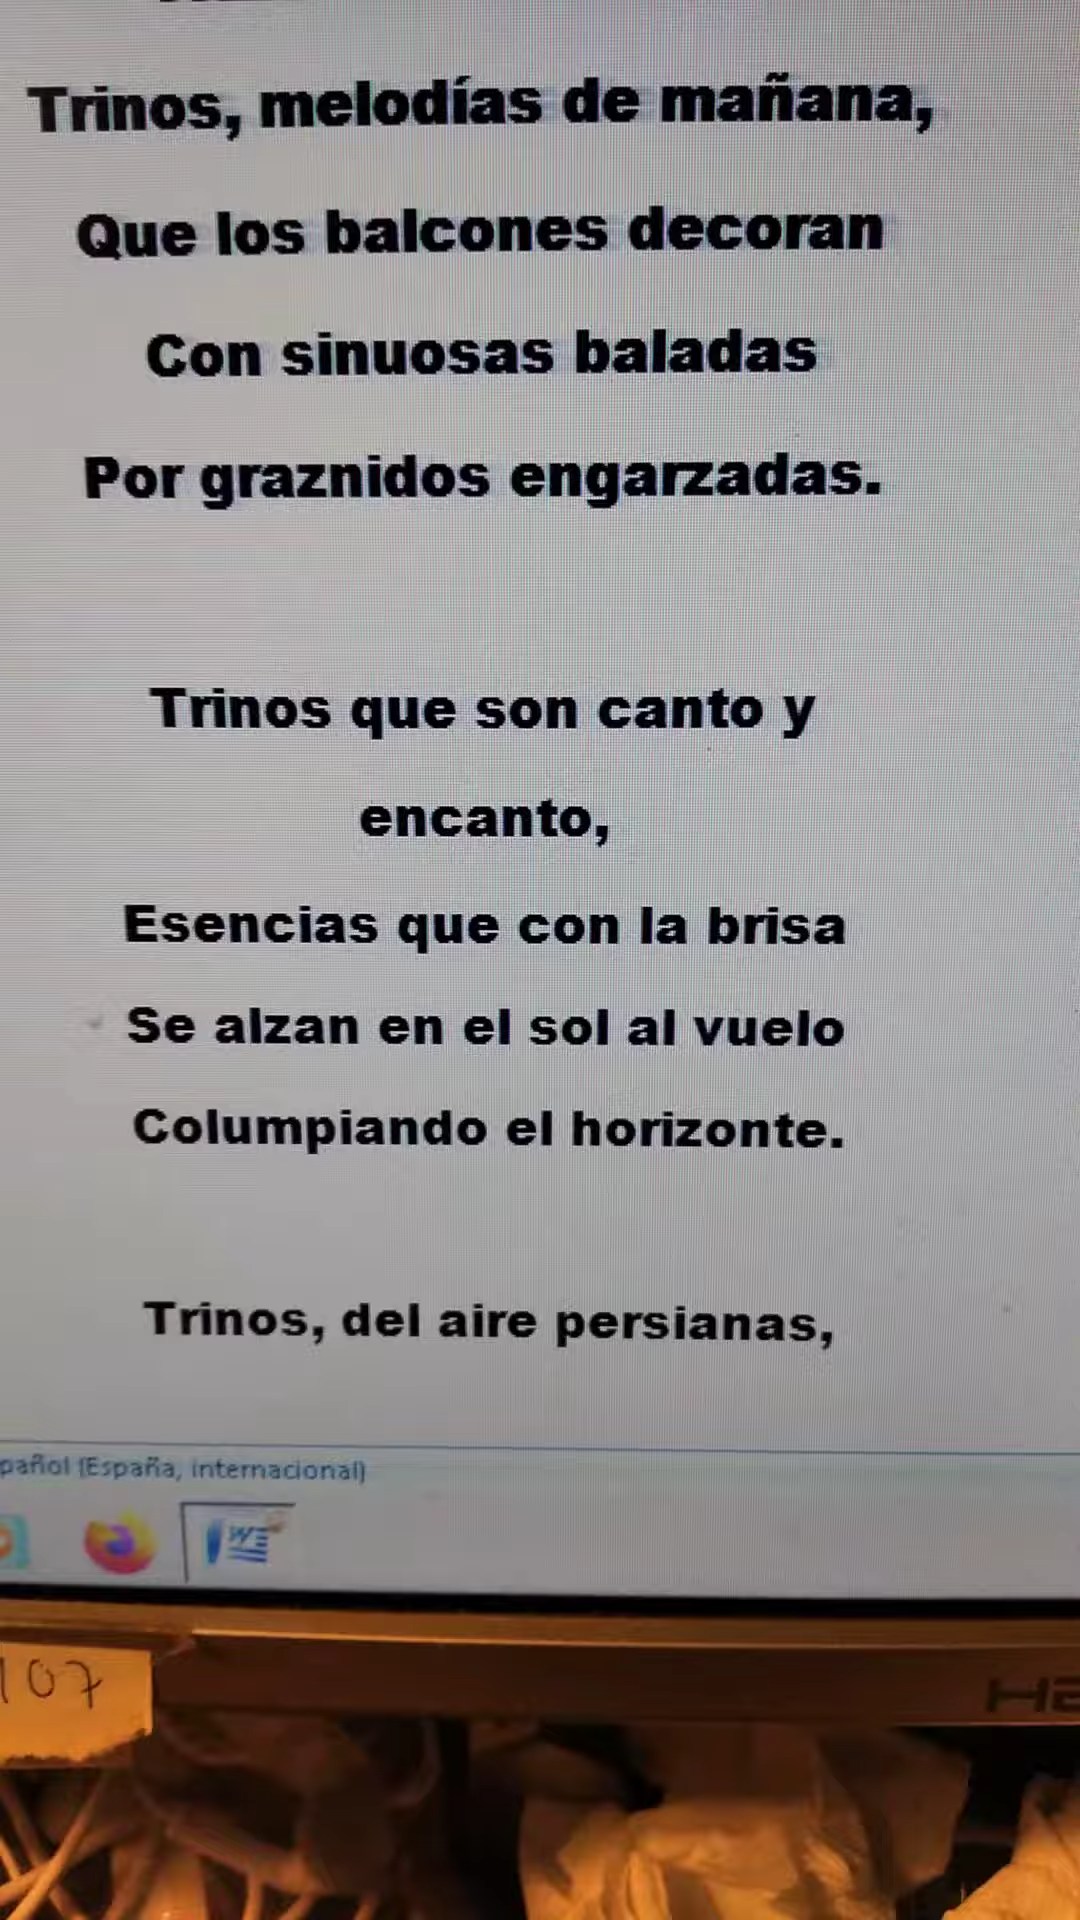 Trinos, melodías de mañana,
Que los balcones decoran
Con sinuosas baladas
Por graznidos engarzadas.
Trinos que son canto y
encanto,
Esencias que con la brisa
Se alzan en el sol al vuelo
Columpiando el horizonte.
Trinos, del aire persianas,
pañol (España, internacional)
W
107